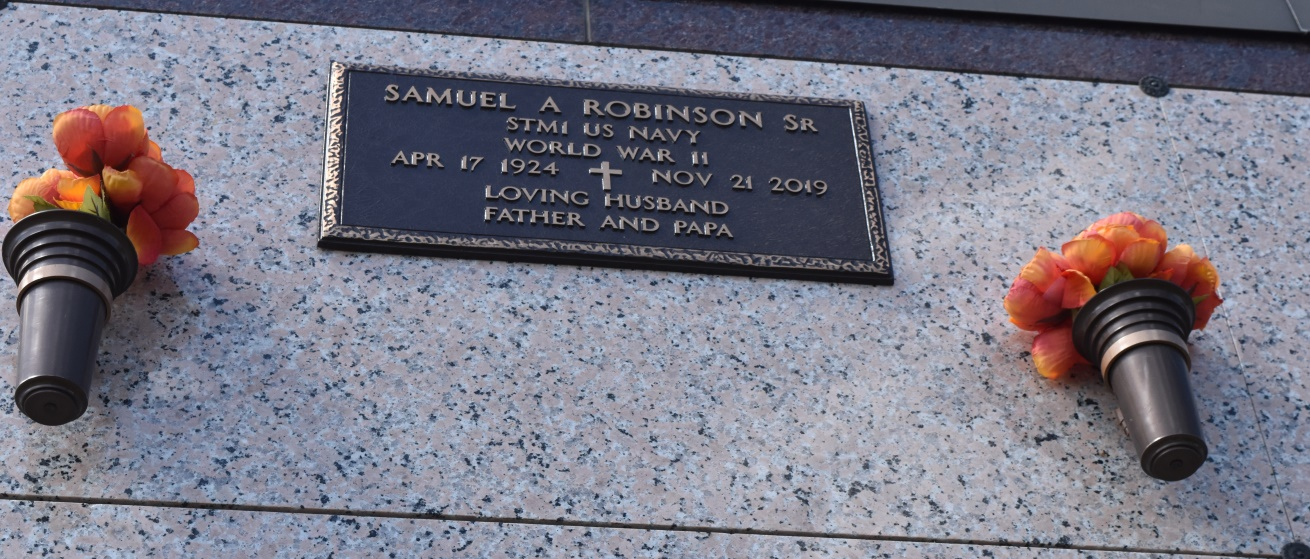 SAMUEL A ROBINSON SR
STM1 US NAVY
WORLD WAR II
APR 17 1924 NOV 21 2019
LOVING HUSBAND
FATHER AND PAPA